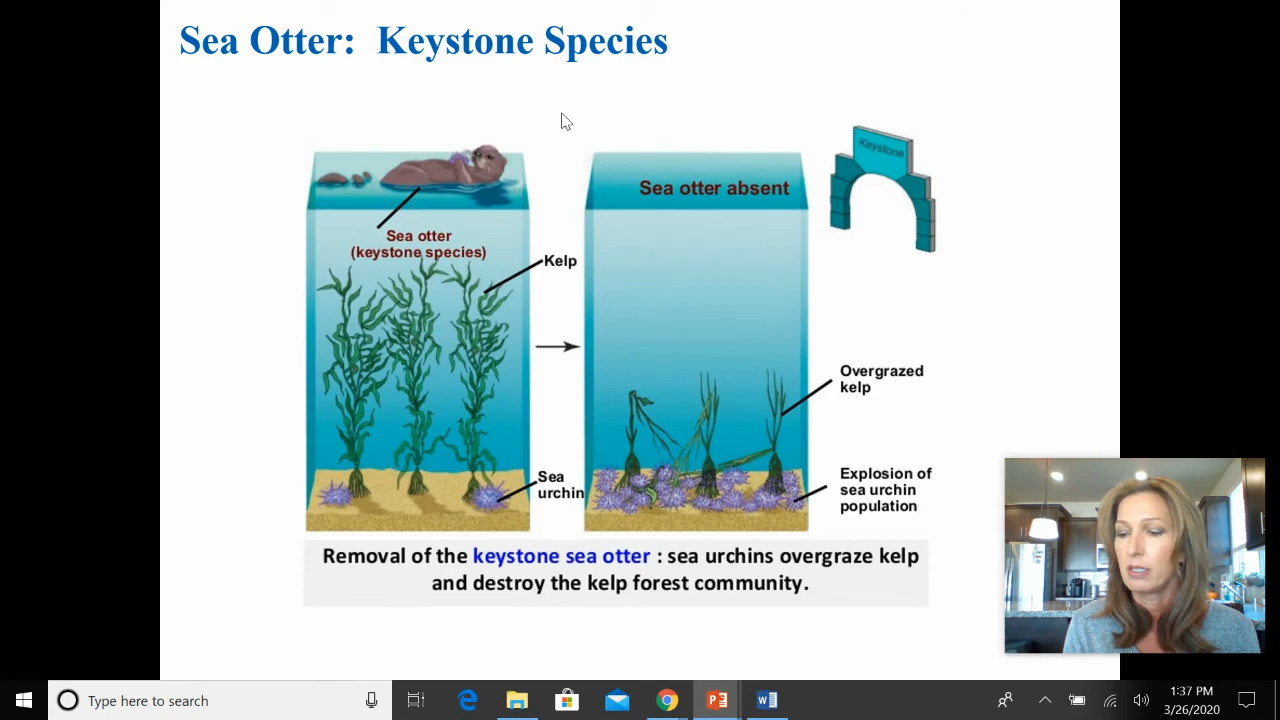 Sea Otter: Keystone Species
Keystone
Sea otter absent
Sea otter
(keystone species)
Kelp
Overgrazed
kelp
Sea
urchin
Explosion of
sea urchin
population
Removal of the keystone sea otter : sea urchins overgraze kelp
and destroy the kelp forest community.
Type here to search
1:37 PM
3/26/2020